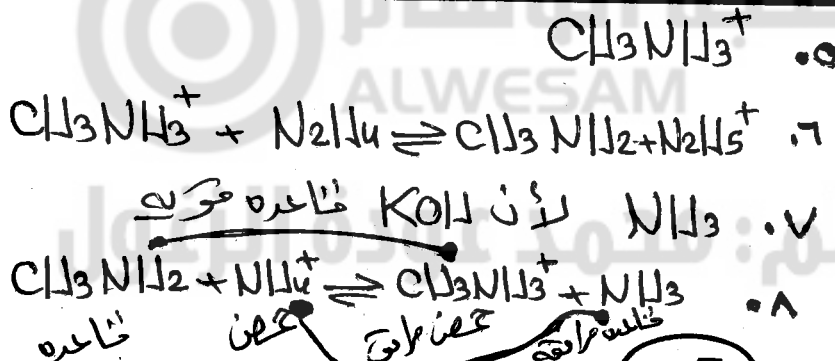 ٥. CH3NH3+
ALWESAM
٦. CH3NH3+ + N2H4 ⇌ CH3NH2 + N2H5+
٧. NH3 لأن KOH قاعدة قوية
٨. CH3NH2 + NH4+ ⇌ CH3NH3+ + NH3
قاعدة حمض حمض مرافق قاعدة مرافقة